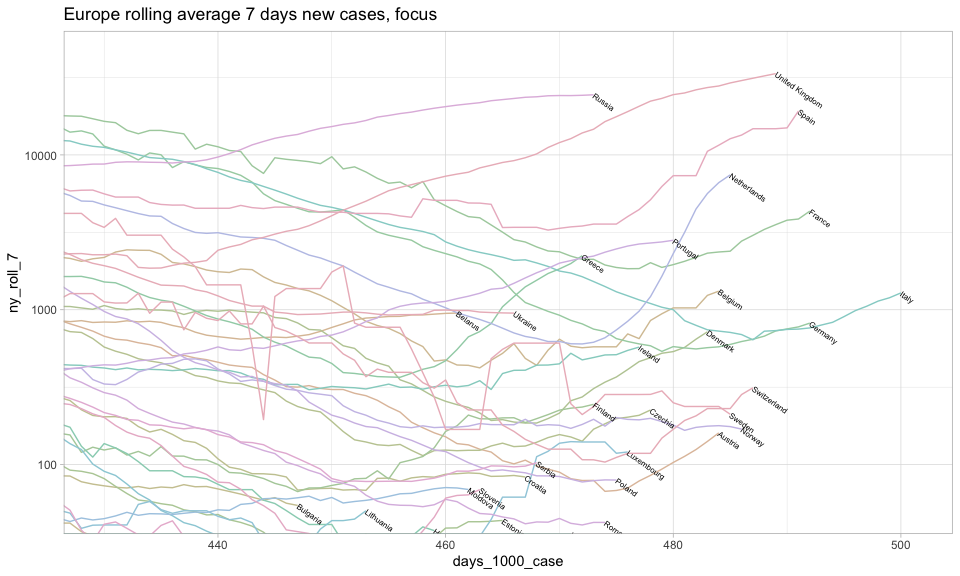 Europe rolling average 7 days new cases, focus
United Kingdom
Russia
Spain
10000
Netherlands
France
Portugal
Greece
ny_roll_7
Belgium
Italy
1000
Belarus
Ukraine
Germany
Denmark
Ireland
Switzerland
Finland
Czechia
Sweden
Norway
Austria
100
Serbia
Luxembourg
Croatia
Poland
Slovenia
Moldova
Bulgaria
Lithuania
Estoni
Rom
440
460
480
500
days_1000_case